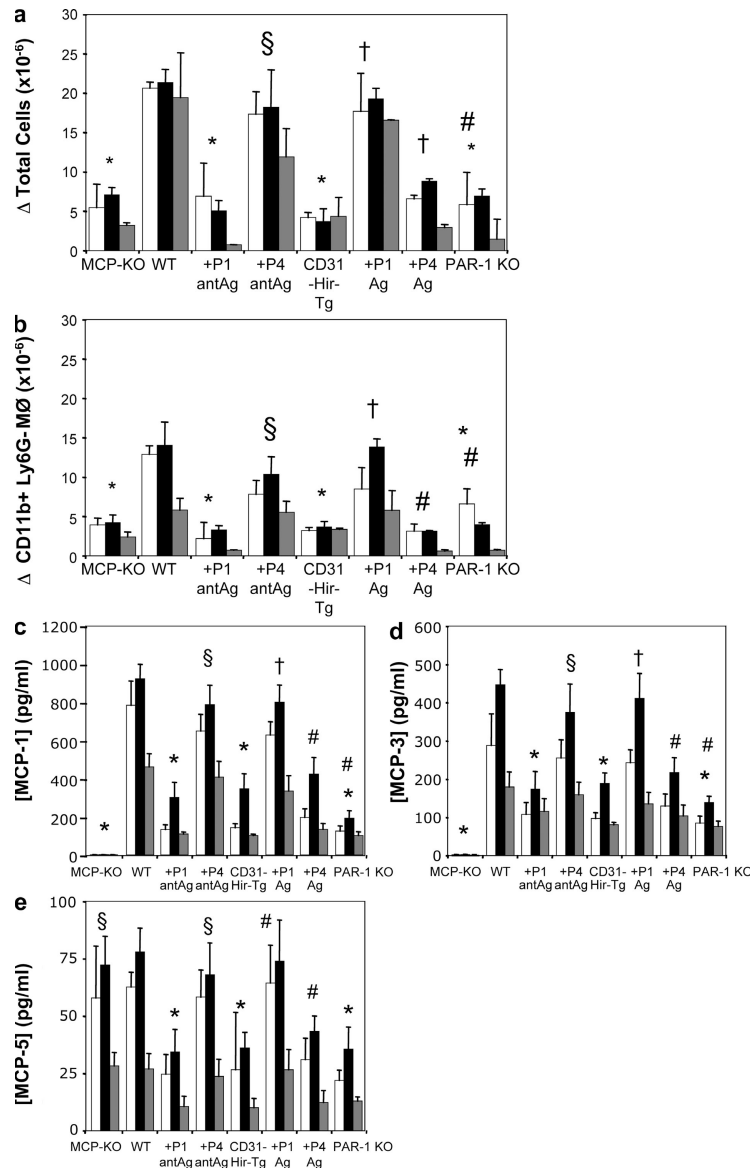 a
Δ Total Cells (x10⁻⁶)
30
25
20
15
10
5
0
* * § * † † # *
MCP-KO WT +P1 antAg +P4 antAg CD31 -Hir- Tg +P1 Ag +P4 Ag PAR-1 KO
b
Δ CD11b+ Ly6G-MØ (x10⁻⁶)
30
25
20
15
10
5
0
* * § * † # * #
MCP-KO WT +P1 antAg +P4 antAg CD31 -Hir- Tg +P1 Ag +P4 Ag PAR-1 KO
c
[MCP-1] (pg/ml)
1200
1000
800
600
400
200
0
* * § * † # # *
MCP-KO WT +P1 antAg +P4 antAg CD31- Hir-Tg +P1 Ag +P4 Ag PAR-1 KO
d
[MCP-3] (pg/ml)
600
500
400
300
200
100
0
* * § * † # # *
MCP-KO WT +P1 antAg +P4 antAg CD31- Hir-Tg +P1 Ag +P4 Ag PAR-1 KO
e
[MCP-5] (pg/ml)
100
75
50
25
0
§ * § * # # *
MCP-KO WT +P1 antAg +P4 antAg CD31- Hir-Tg +P1 Ag +P4 Ag PAR-1 KO